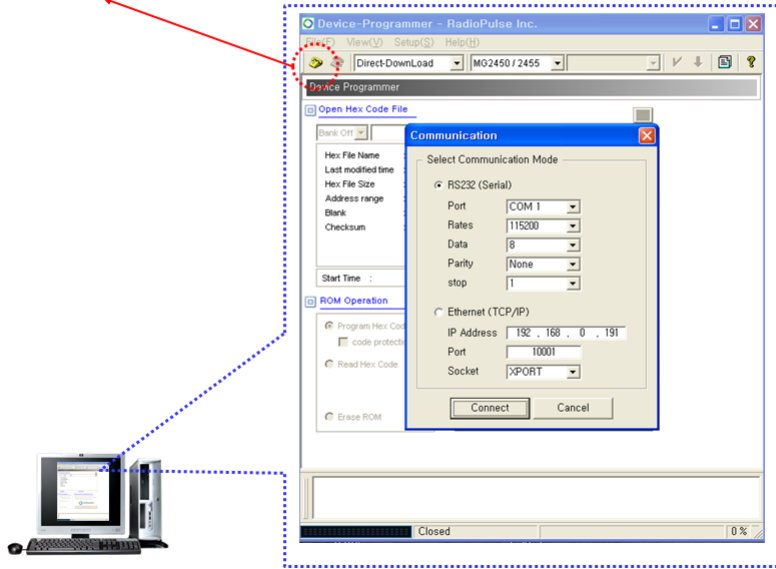 Device-Programmer - RadioPulse Inc.
File(F) View(V) Setup(S) Help(H)
Direct-DownLoad MG2450 / 2455
Device Programmer
Open Hex Code File
Bank Off
Hex File Name :
Last modified time :
Hex File Size :
Address range :
Blank :
Checksum :
Start Time :
ROM Operation
Program Hex Cod
code protecti
Read Hex Code
Erase ROM
Communication
Select Communication Mode
RS232 (Serial)
Port COM 1
Rates 115200
Data 8
Parity None
stop 1
Ethernet (TCP/IP)
IP Address 192 . 168 . 0 . 191
Port 10001
Socket XPORT
Connect Cancel
Closed 0 %